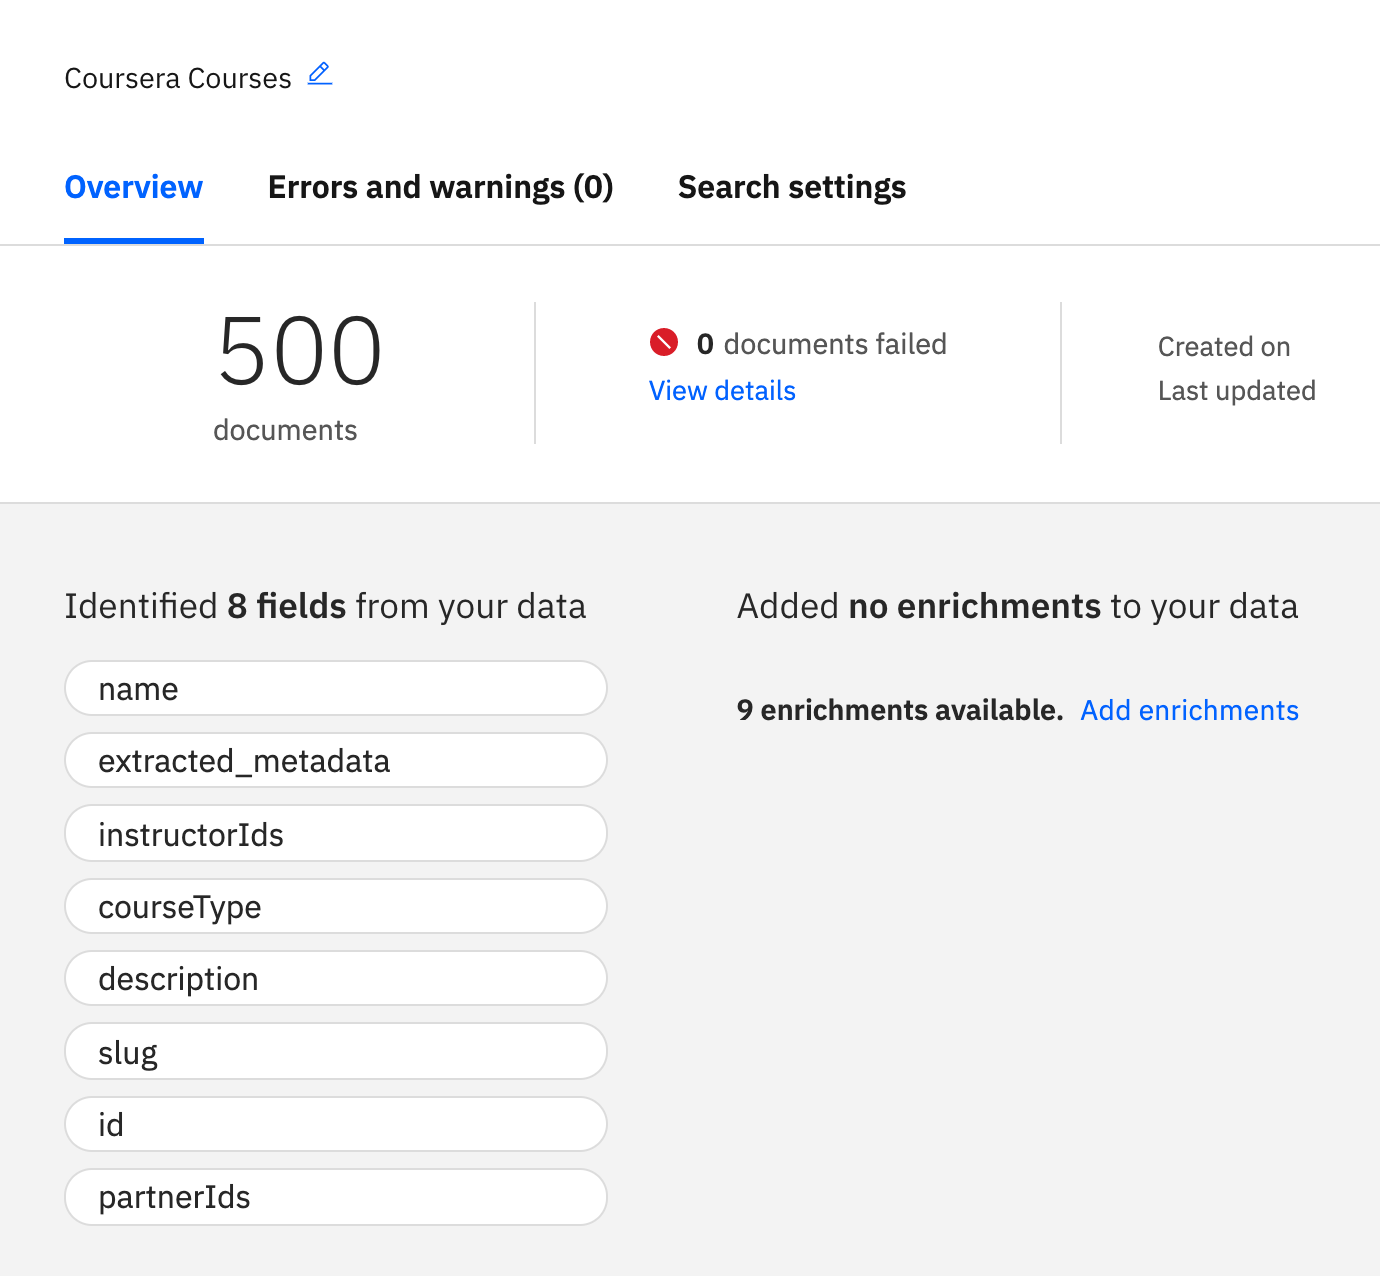 Coursera Courses
Overview
Errors and warnings (0)
Search settings
500
documents
0 documents failed
View details
Created on
Last updated
Identified 8 fields from your data
name
extracted_metadata
instructorIds
courseType
description
slug
id
partnerIds
Added no enrichments to your data
9 enrichments available. Add enrichments